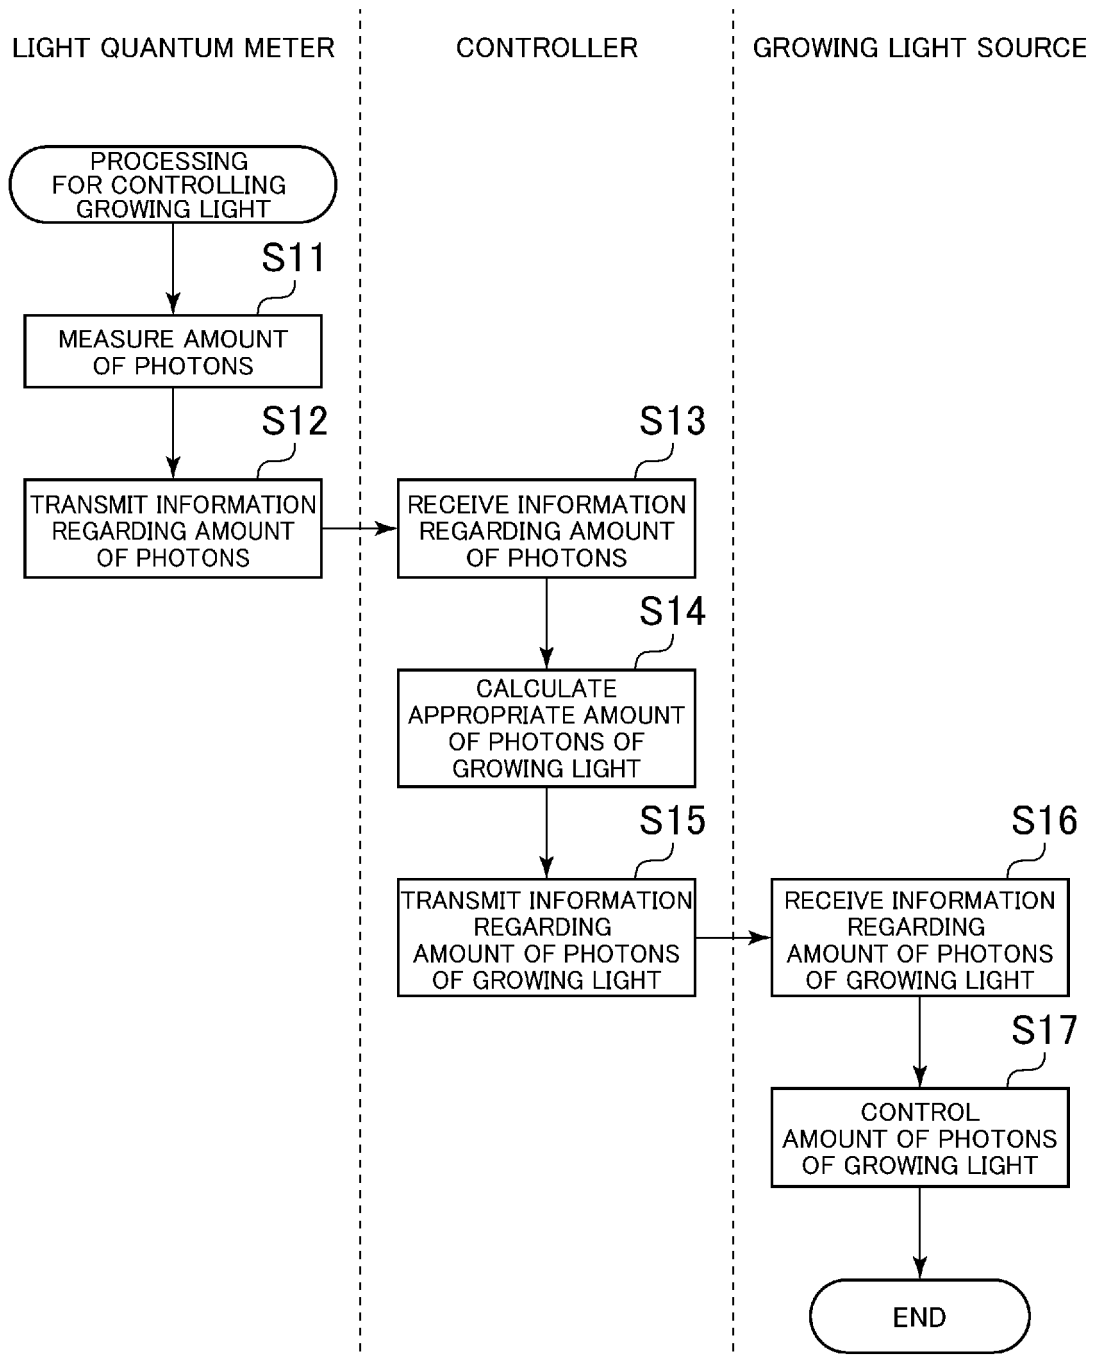 LIGHT QUANTUM METER
CONTROLLER
GROWING LIGHT SOURCE
PROCESSING
FOR CONTROLLING
GROWING LIGHT
S11
MEASURE AMOUNT
OF PHOTONS
S12
TRANSMIT INFORMATION
REGARDING AMOUNT
OF PHOTONS
S13
RECEIVE INFORMATION
REGARDING AMOUNT
OF PHOTONS
S14
CALCULATE
APPROPRIATE AMOUNT
OF PHOTONS OF
GROWING LIGHT
S15
TRANSMIT INFORMATION
REGARDING
AMOUNT OF PHOTONS
OF GROWING LIGHT
S16
RECEIVE INFORMATION
REGARDING
AMOUNT OF PHOTONS
OF GROWING LIGHT
S17
CONTROL
AMOUNT OF PHOTONS
OF GROWING LIGHT
END